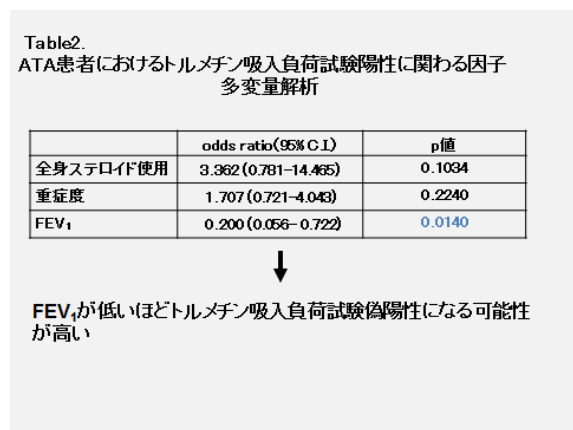 Table2.
ATA患者におけるトルメチン吸入負荷試験陽性に関わる因子
多変量解析
odds ratio(95% C.I.) p値
全身ステロイド使用 3.362(0.781-14.465) 0.1034
重症度 1.707(0.721-4.043) 0.2240
FEV₁ 0.200(0.056-0.722) 0.0140
↓
FEV₁が低いほどトルメチン吸入負荷試験偽陽性になる可能性
が高い